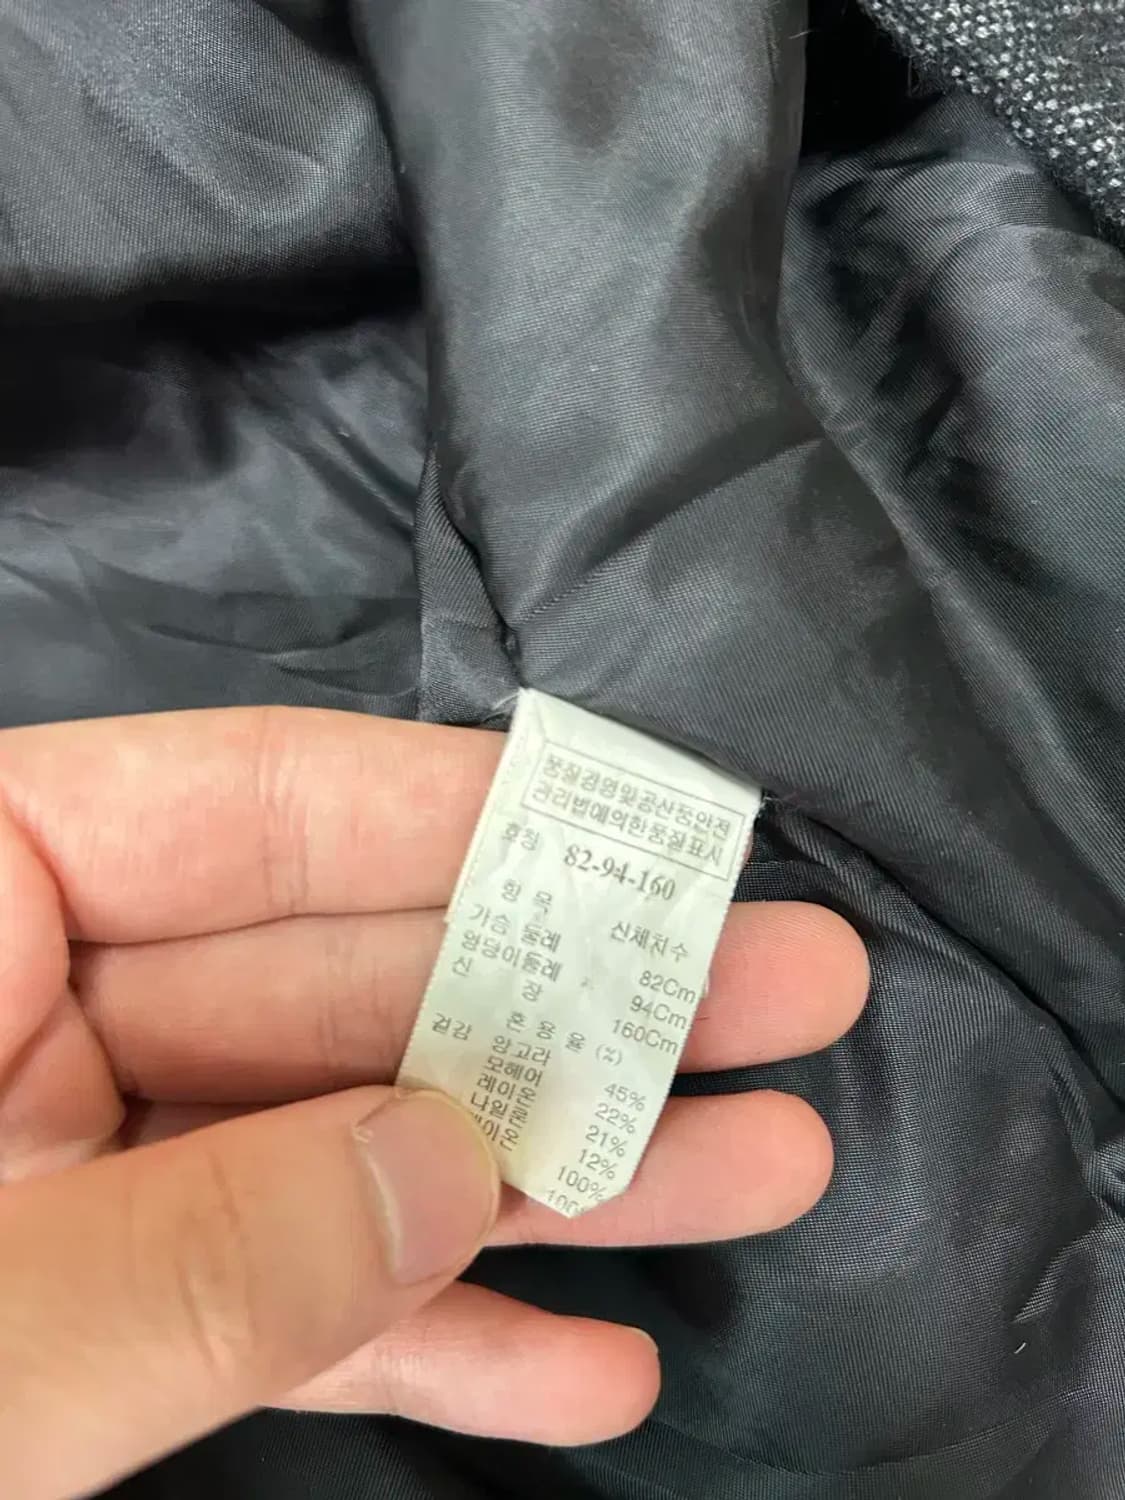 품질경영및공산품안전
관리법에의한품질표시
호칭 82-94-160
항 목 신체치수
가슴둘레 82Cm
엉덩이둘레 94Cm
신 장 160Cm
겉감 혼용율 (%)
앙고라 45%
모헤어 22%
레이온 21%
나일론 12%
레이온 100%